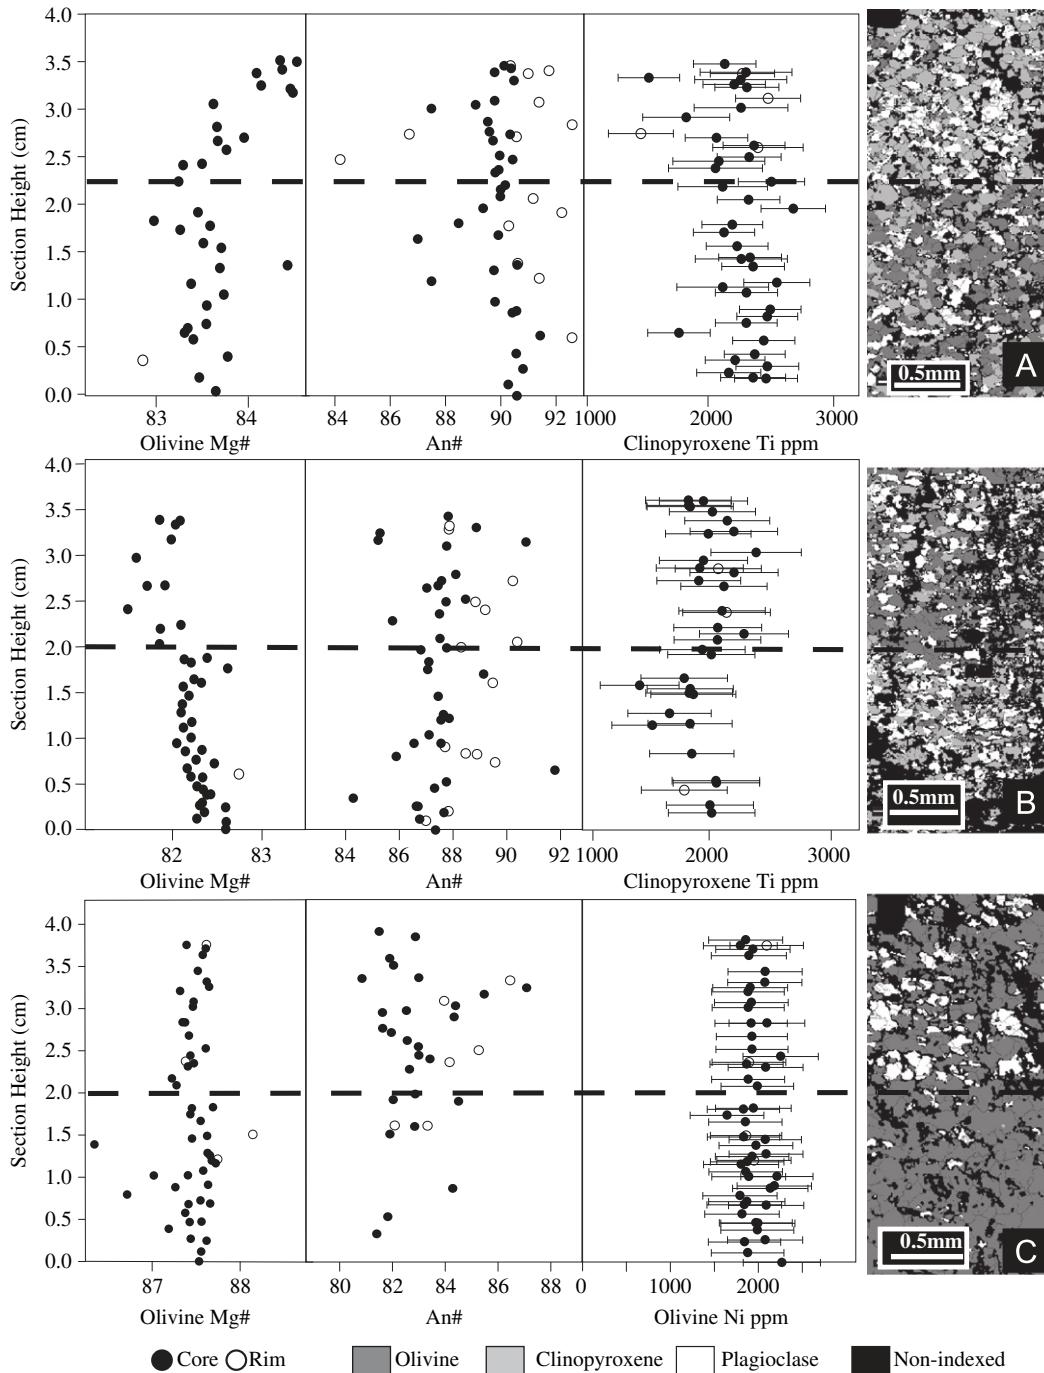 4.0
3.5
3.0
2.5
2.0
1.5
1.0
0.5
0.0
Section Height (cm)
83 84
84 86 88 90 92
1000 2000 3000
Olivine Mg# An# Clinopyroxene Ti ppm
0.5mm
A
4.0
3.5
3.0
2.5
2.0
1.5
1.0
0.5
0.0
Section Height (cm)
82 83
84 86 88 90 92
1000 2000 3000
Olivine Mg# An# Clinopyroxene Ti ppm
0.5mm
B
4.0
3.5
3.0
2.5
2.0
1.5
1.0
0.5
0.0
Section Height (cm)
87 88
80 82 84 86 88
0 1000 2000
Olivine Mg# An# Olivine Ni ppm
0.5mm
C
Core Rim Olivine Clinopyroxene Plagioclase Non-indexed